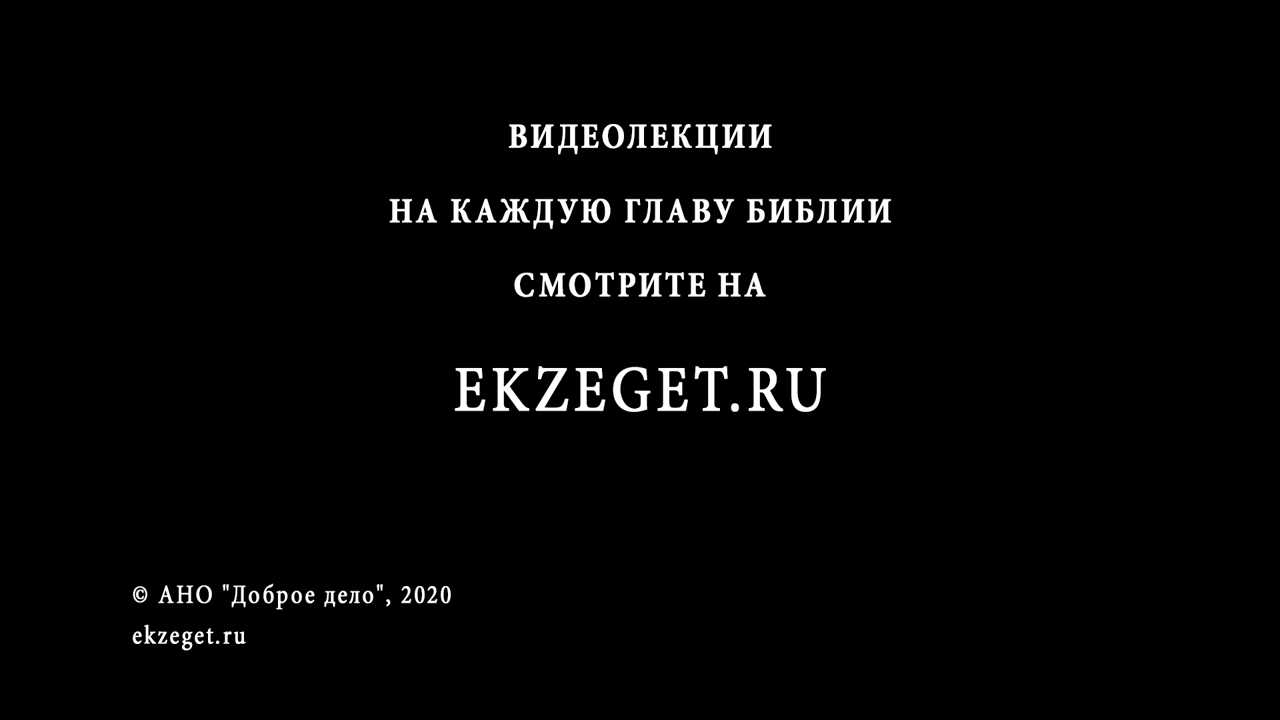 ВИДЕОЛЕКЦИИ
НА КАЖДУЮ ГЛАВУ БИБЛИИ
СМОТРИТЕ НА
EKZEGET.RU
© АНО "Доброе дело", 2020
ekzeget.ru